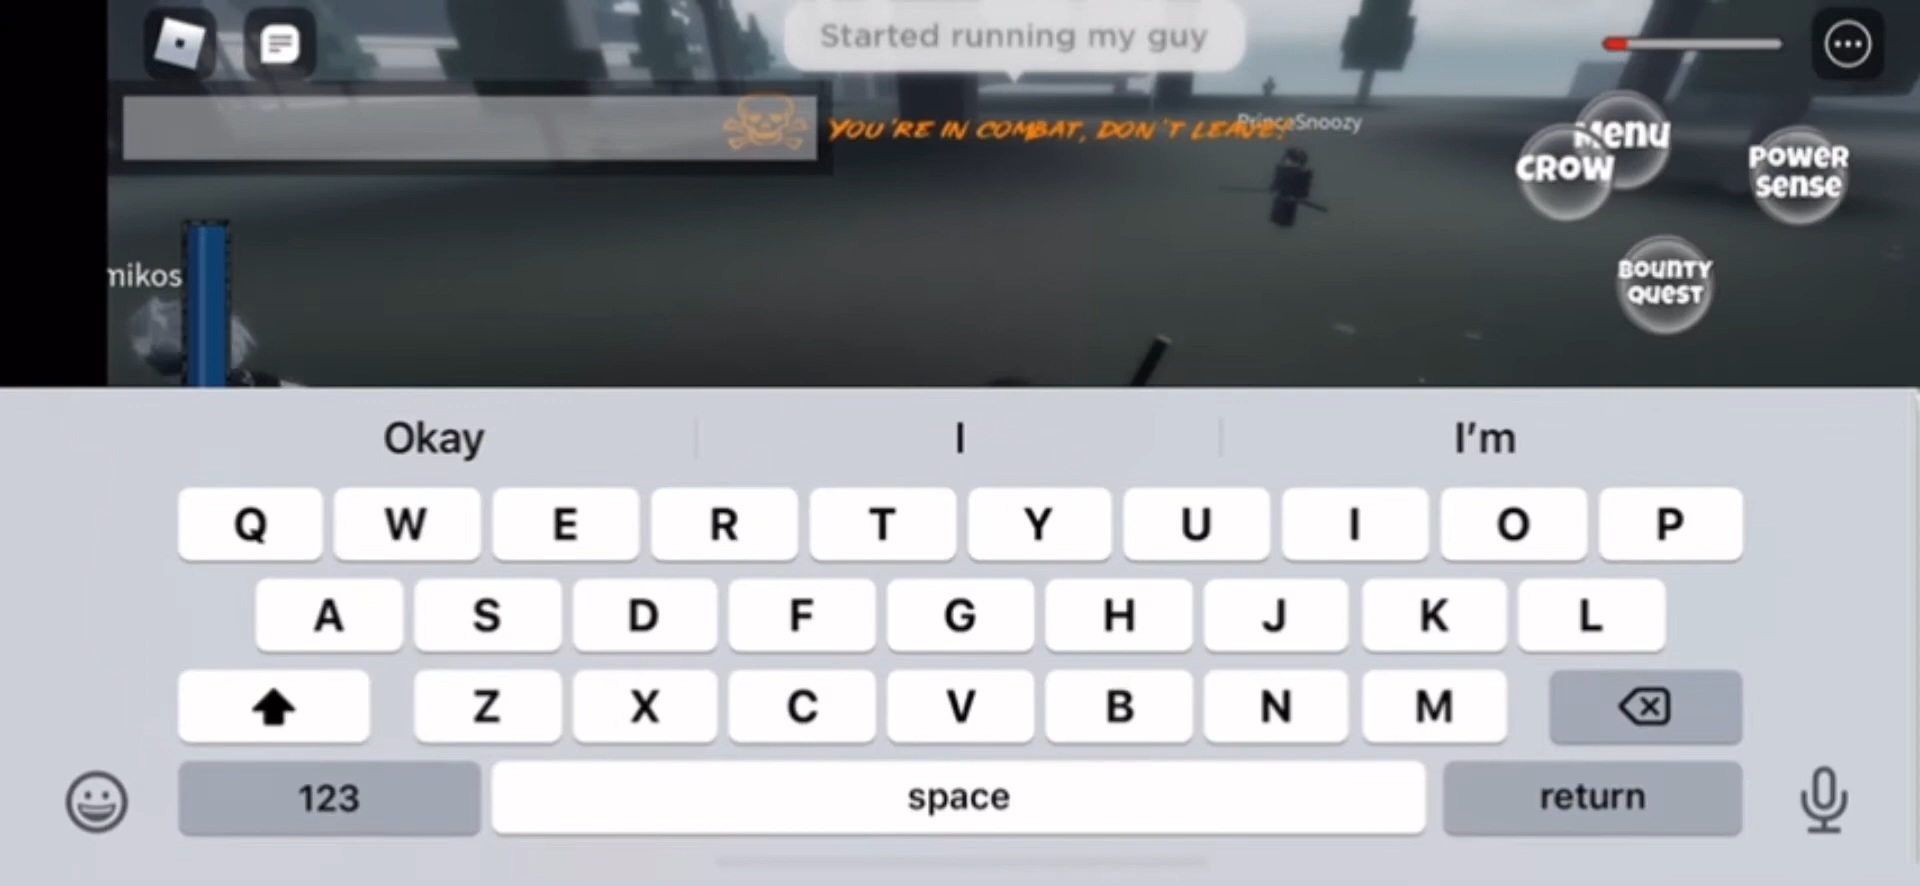 Started running my guy
YOU'RE IN COMBAT, DON'T LEAVE!
PrinceSnoozy
Menu
CROW
POWER
sense
mikos
BOUNTY
QUEST
Okay
I
I'm
Q W E R T Y U I O P
A S D F G H J K L
Z X C V B N M
123
space
return